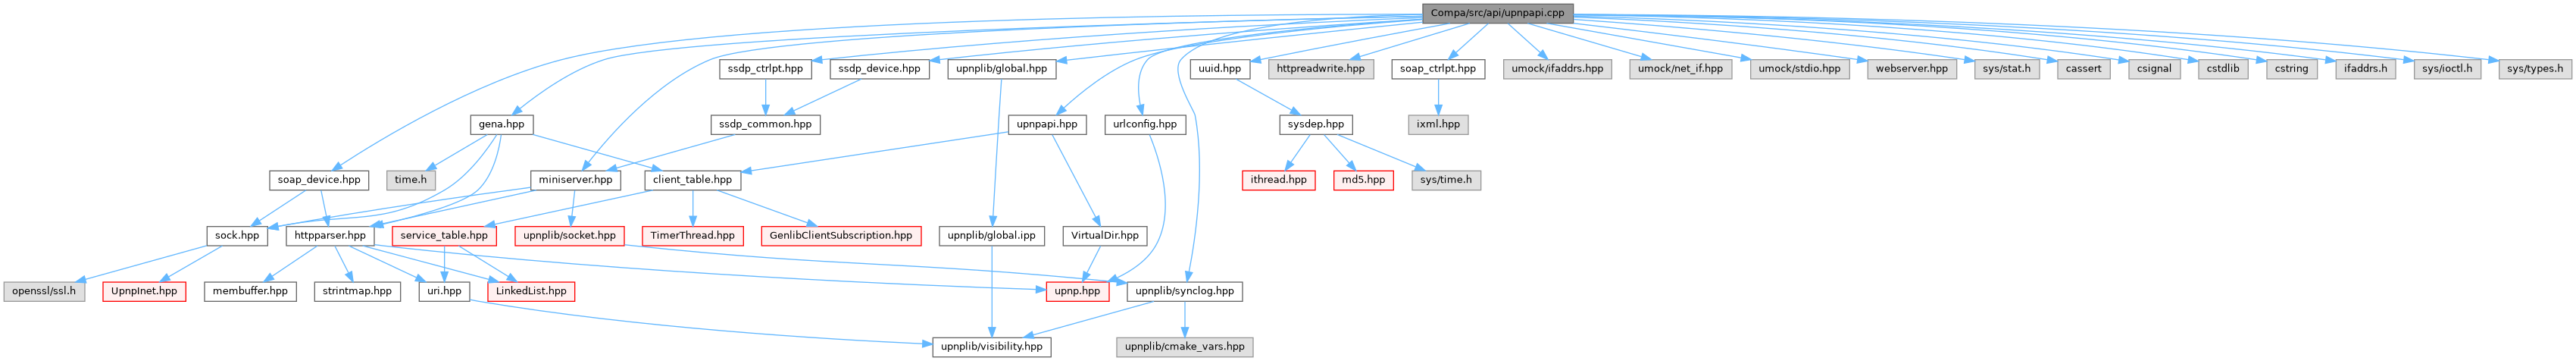 Compa/src/api/upnpapi.cpp
ssdp_ctrlpt.hpp
ssdp_device.hpp
upnplib/global.hpp
uuid.hpp
httpreadwrite.hpp
soap_ctrlpt.hpp
umock/ifaddrs.hpp
umock/net_if.hpp
umock/stdio.hpp
webserver.hpp
sys/stat.h
cassert
csignal
cstdlib
cstring
ifaddrs.h
sys/ioctl.h
sys/types.h
gena.hpp
ssdp_common.hpp
upnpapi.hpp
urlconfig.hpp
sysdep.hpp
ixml.hpp
soap_device.hpp
time.h
miniserver.hpp
client_table.hpp
ithread.hpp
md5.hpp
sys/time.h
sock.hpp
httpparser.hpp
service_table.hpp
upnplib/socket.hpp
TimerThread.hpp
GenlibClientSubscription.hpp
upnplib/global.ipp
VirtualDir.hpp
openssl/ssl.h
UpnpInet.hpp
membuffer.hpp
strintmap.hpp
uri.hpp
LinkedList.hpp
upnp.hpp
upnplib/synclog.hpp
upnplib/visibility.hpp
upnplib/cmake_vars.hpp